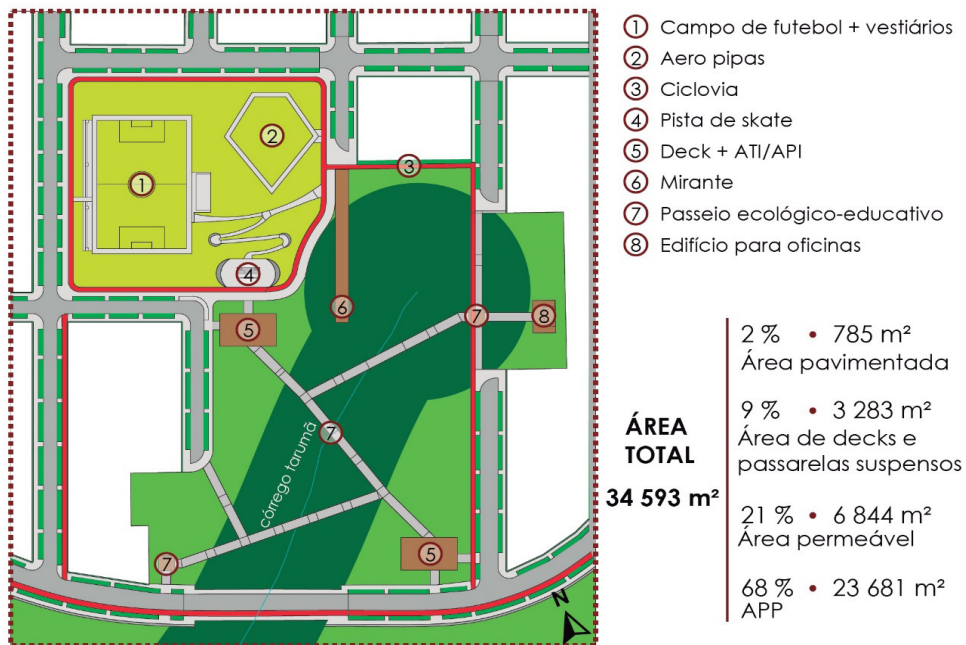 ① Campo de futebol + vestiários
② Aero pipas
③ Ciclovia
④ Pista de skate
⑤ Deck + ATI/API
⑥ Mirante
⑦ Passeio ecológico-educativo
⑧ Edifício para oficinas
2
1
3
4
5
6
7
8
7
córrego tarumã
7
5
N
ÁREA
TOTAL
34 593 m²
2 % • 785 m²
Área pavimentada
9 % • 3 283 m²
Área de decks e
passarelas suspensos
21 % • 6 844 m²
Área permeável
68 % • 23 681 m²
APP